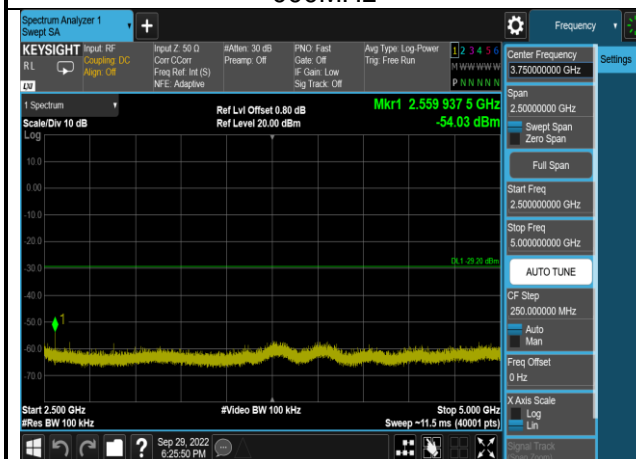 Spectrum Analyzer 1
Swept SA
+
Frequency
KEYSIGHT
RL
LXI
Input: RF
Coupling: DC
Align: Off
Input Z: 50 Ω
Corr CCorr
Freq Ref: Int (S)
NFE: Adaptive
#Atten: 30 dB
Preamp: Off
PNO: Fast
Gate: Off
IF Gain: Low
Sig Track: Off
Avg Type: Log-Power
Trig: Free Run
1 2 3 4 5 6
M W W W W W
P N N N N N
Center Frequency
3.750000000 GHz
Settings
Span
2.50000000 GHz
Swept Span
Zero Span
Full Span
Start Freq
2.500000000 GHz
Stop Freq
5.000000000 GHz
AUTO TUNE
CF Step
250.000000 MHz
Auto
Man
Freq Offset
0 Hz
X Axis Scale
Log
Lin
Signal Track
1 Spectrum
Scale/Div 10 dB
Log
Ref Lvl Offset 0.80 dB
Ref Level 20.00 dBm
Mkr1 2.559 937 5 GHz
-54.03 dBm
10.0
0.00
-10.0
-20.0
-30.0
-40.0
-50.0
-60.0
-70.0
DL1 -29.20 dBm
1
Start 2.500 GHz
#Res BW 100 kHz
#Video BW 100 kHz
Stop 5.000 GHz
Sweep ~11.5 ms (40001 pts)
?
Sep 29, 2022
6:25:50 PM